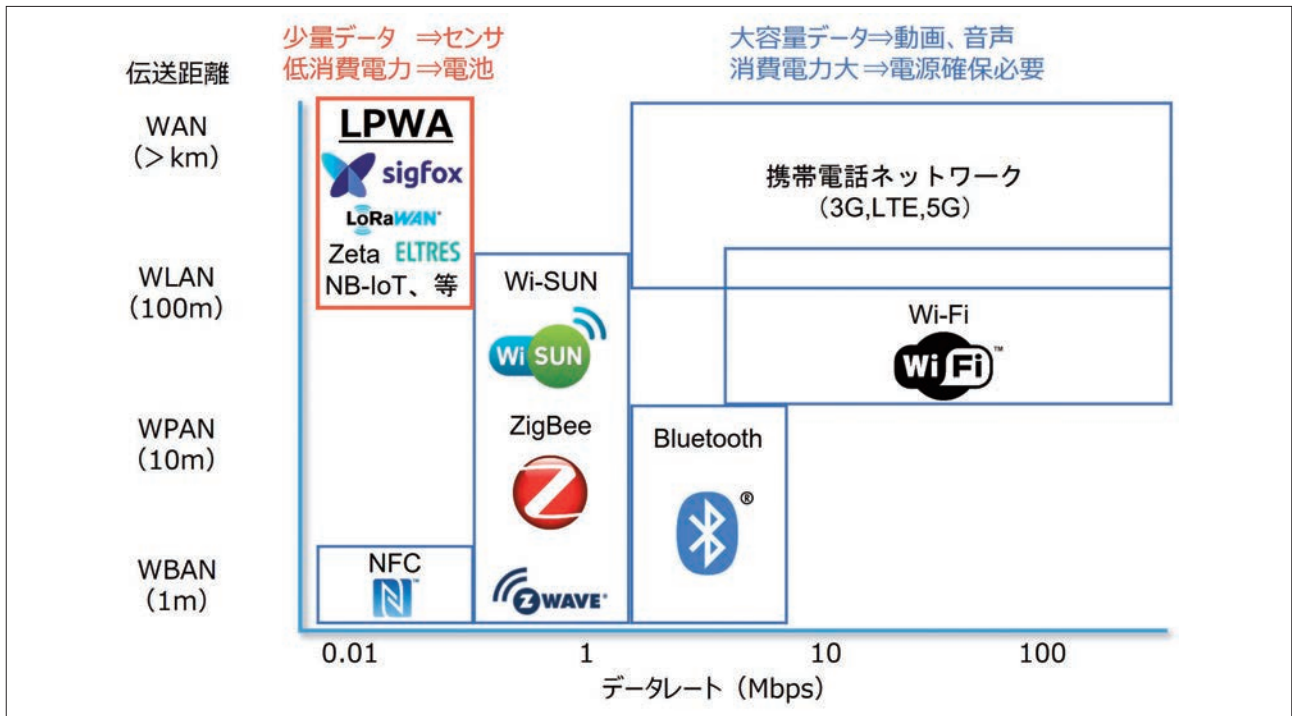 少量データ ⇒センサ
低消費電力⇒電池
大容量データ⇒動画、音声
消費電力大⇒電源確保必要
伝送距離
WAN
(>km)
WLAN
(100m)
WPAN
(10m)
WBAN
(1m)
LPWA
sigfox
LoRaWAN®
Zeta ELTRES
NB-IoT、等
携帯電話ネットワーク
(3G,LTE,5G)
Wi-SUN
Wi SUN
Wi-Fi
Wi Fi™
ZigBee
Z
Bluetooth
®
NFC
N™
Z WAVE®
0.01 1 10 100
データレート (Mbps)